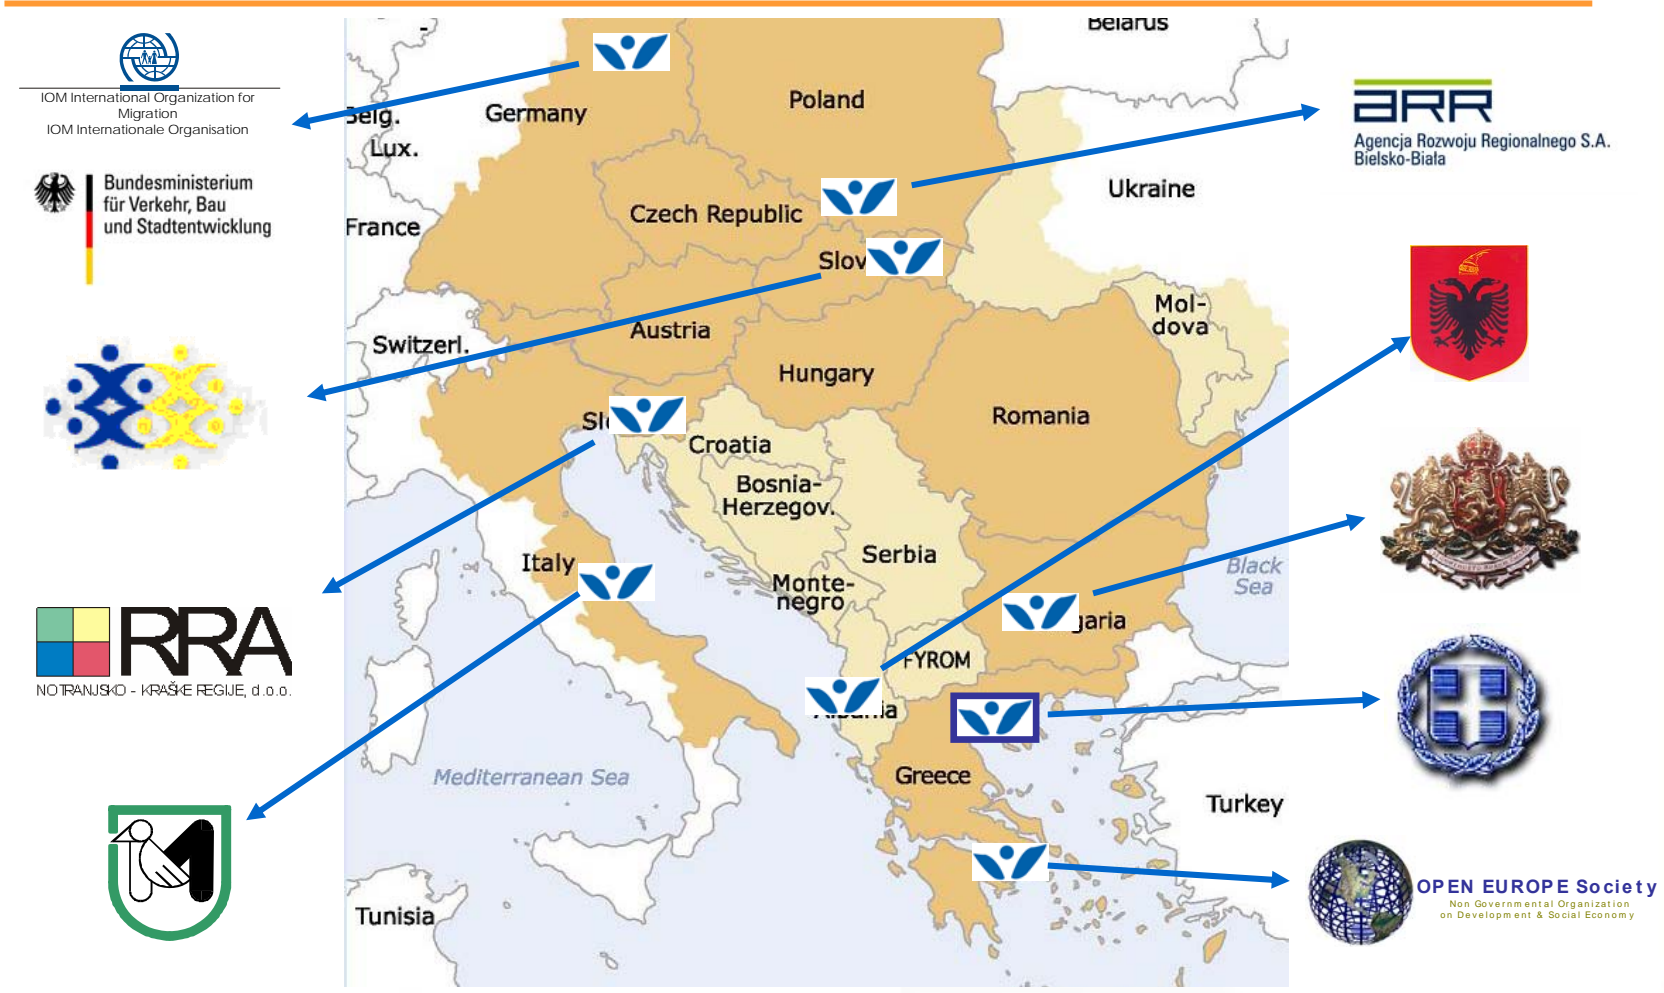 IOM International Organization for
Migration
IOM Internationale Organisation
Bundesministerium
für Verkehr, Bau
und Stadtentwicklung
RRA
NOTRANJSKO - KRAŠKE REGIJE, d.o.o.
Belarus
Belg.
Germany
Poland
Lux.
Ukraine
France
Czech Republic
Slov
Mol-
dova
Austria
Switzerl.
Hungary
Slo
Romania
Croatia
Bosnia-
Herzegov.
Italy
Serbia
Black
Sea
Monte-
negro
garia
FYROM
Albania
Mediterranean Sea
Greece
Turkey
Tunisia
ARR
Agencja Rozwoju Regionalnego S.A.
Bielsko-Biała
OPEN EUROPE Society
Non Governmental Organization
on Development & Social Economy